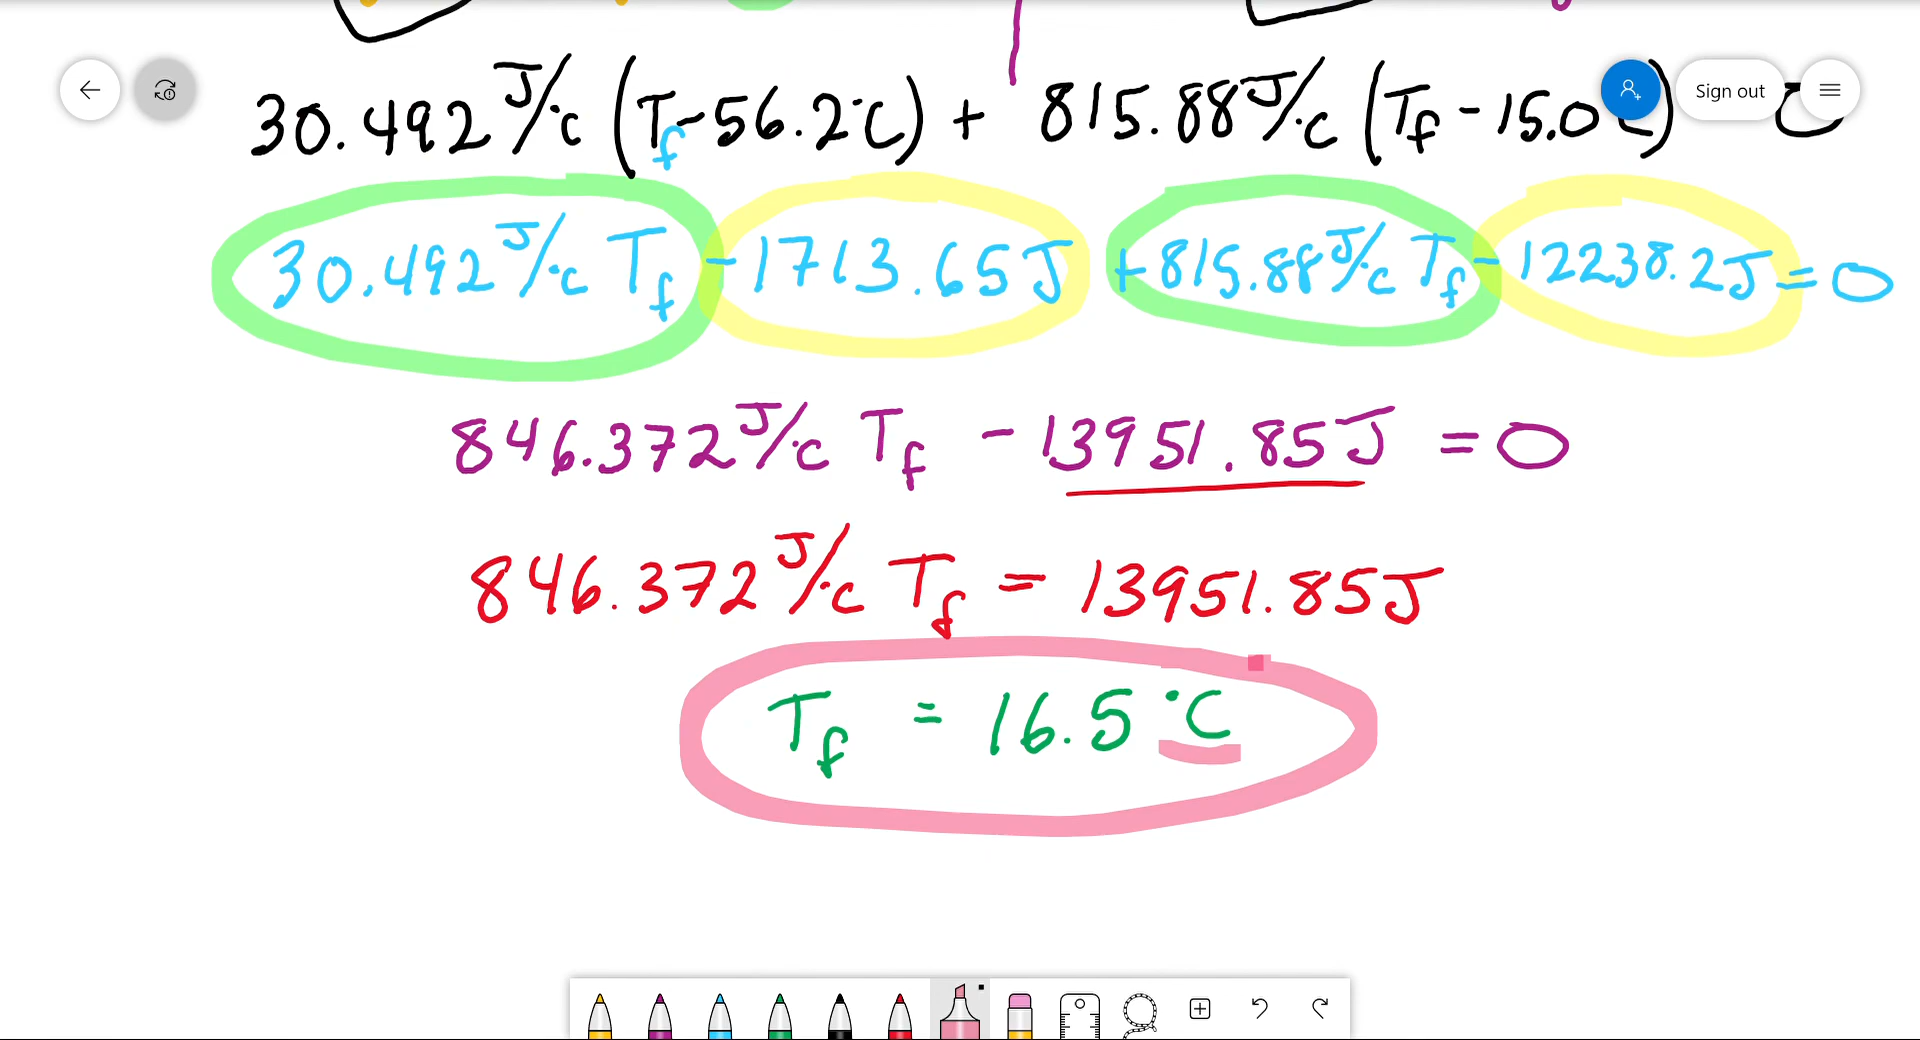 30.492 J/°C (Tf - 56.2°C) + 815.88 J/°C (Tf - 15.0
Sign out
30.492 J/°C Tf - 1713.65 J + 815.88 J/°C Tf - 12238.2 J = 0
846.372 J/°C Tf - 13951.85 J = 0
846.372 J/°C Tf = 13951.85 J
Tf = 16.5 °C